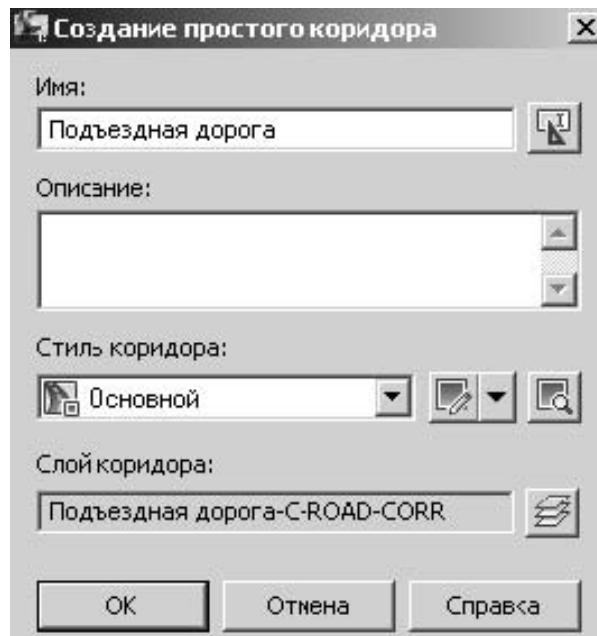 Создание простого коридора
Имя:
Подъездная дорога
Описание:
Стиль коридора:
Основной
Слой коридора:
Подъездная дорога-C-ROAD-CORR
OK
Отмена
Справка